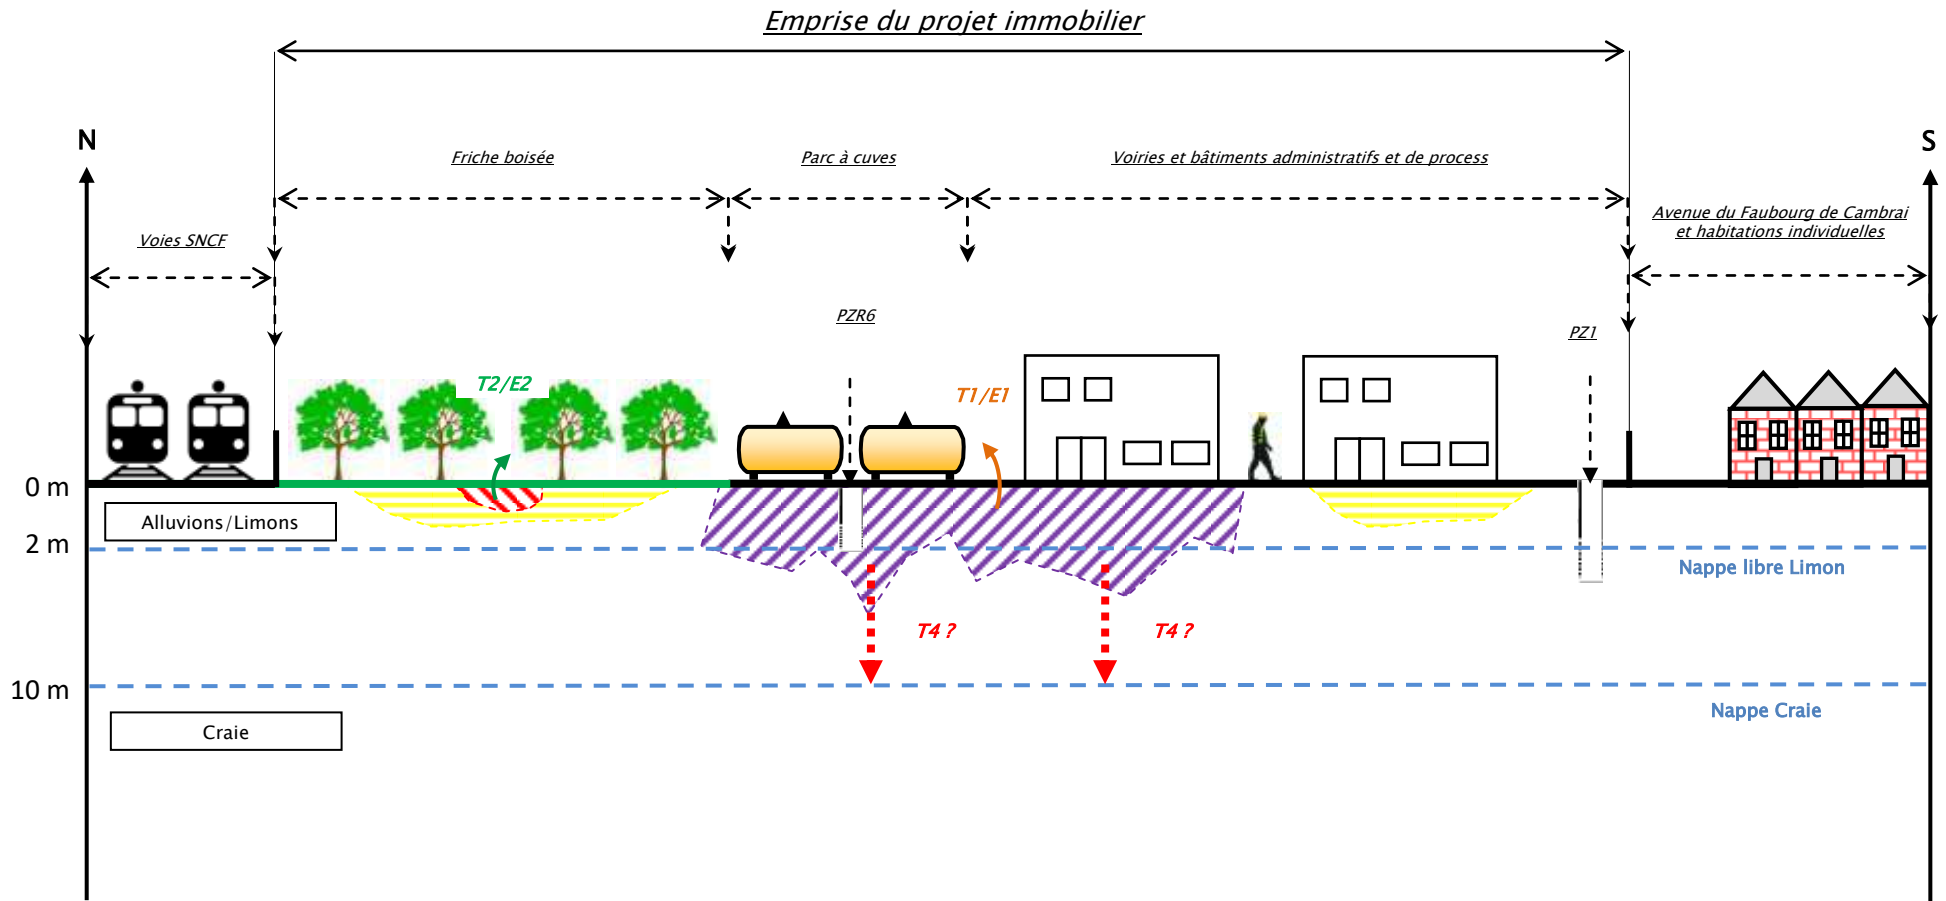 Emprise du projet immobilier
N
S
Friche boisée
Parc à cuves
Voiries et bâtiments administratifs et de process
Voies SNCF
Avenue du Faubourg de Cambrai
et habitations individuelles
PZR6
PZ1
T2/E2
T1/E1
0 m
Alluvions/Limons
2 m
Nappe libre Limon
T4 ?
T4 ?
10 m
Nappe Craie
Craie